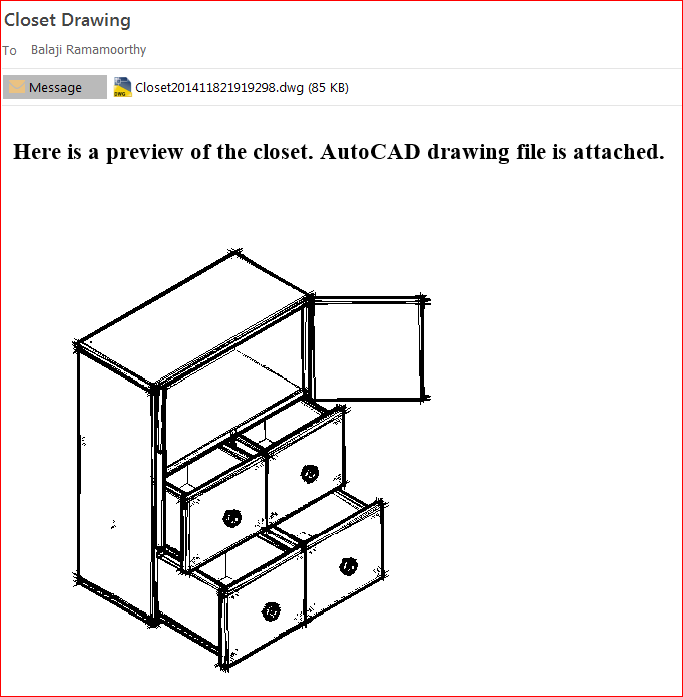 Closet Drawing
To Balaji Ramamoorthy
Message DWG Closet201411821919298.dwg (85 KB)
Here is a preview of the closet. AutoCAD drawing file is attached.